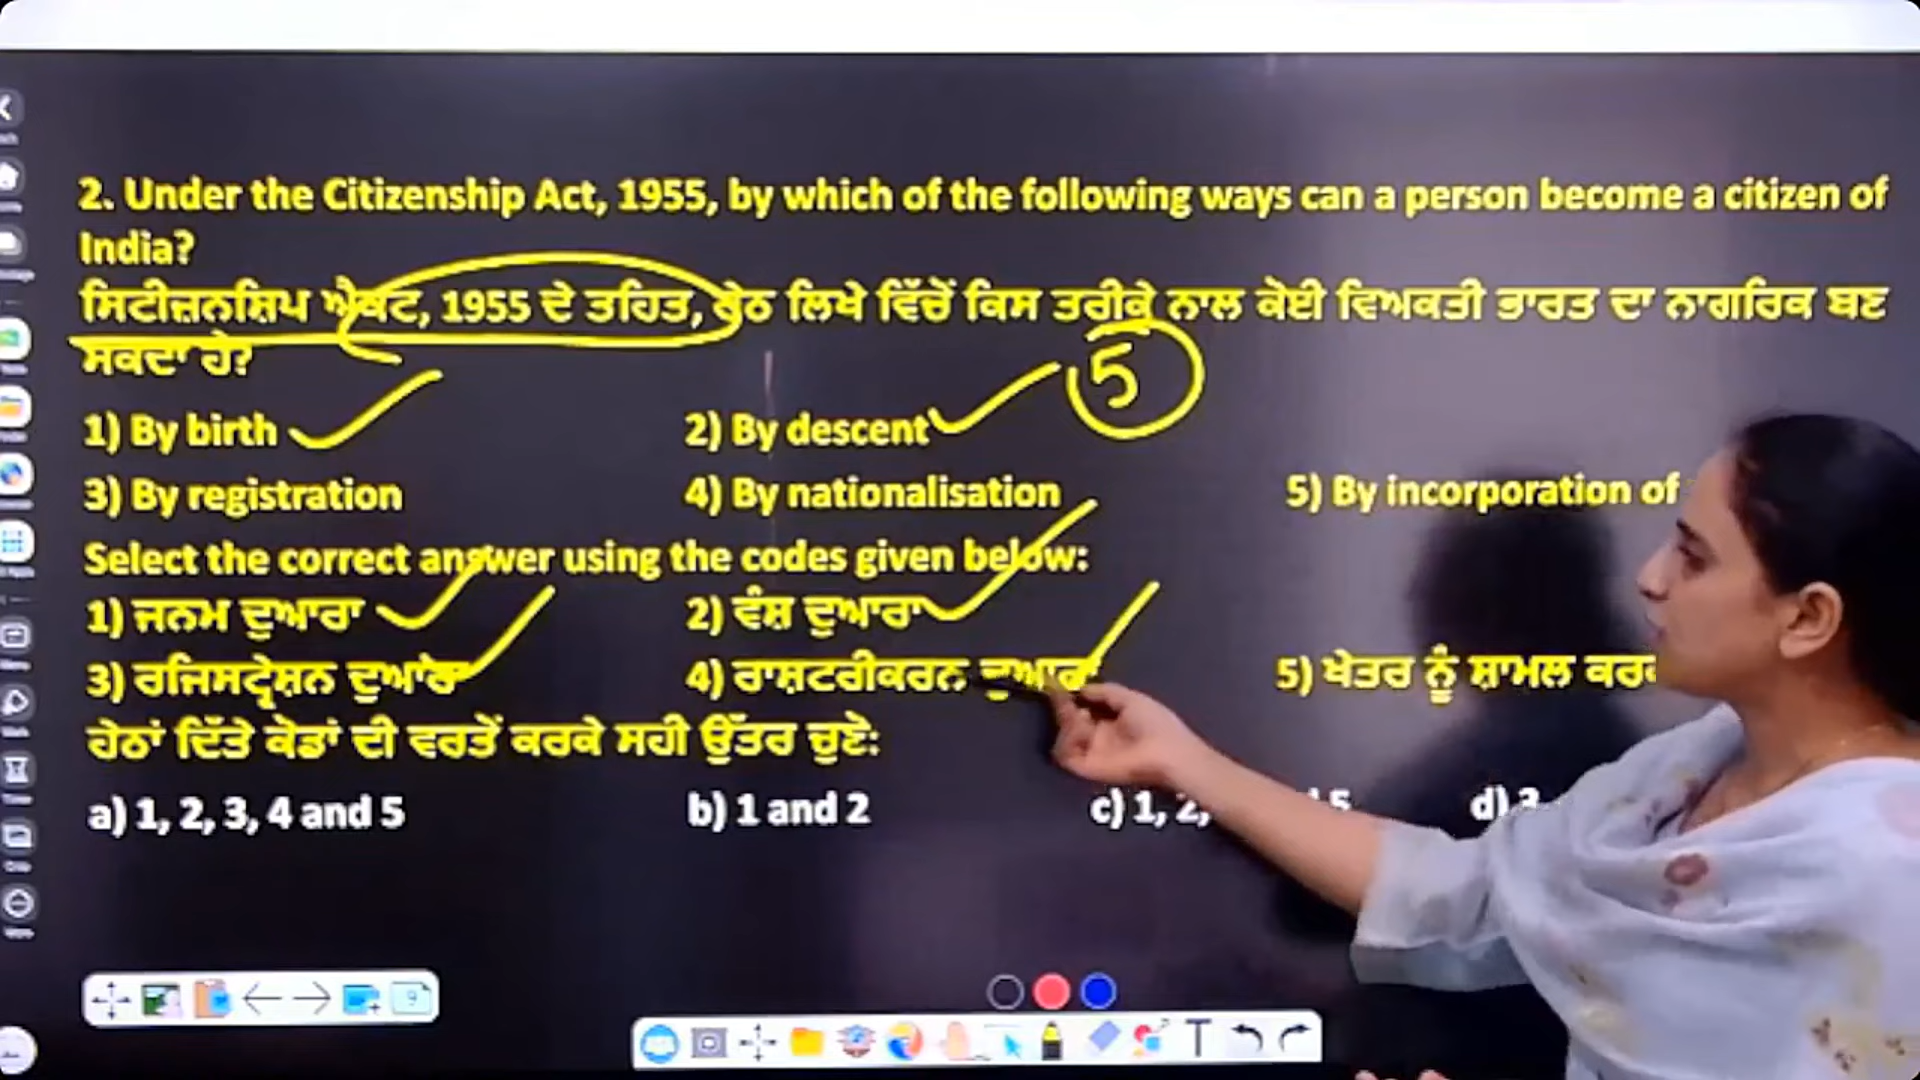 2. Under the Citizenship Act, 1955, by which of the following ways can a person become a citizen of
India?
ਸਿਟੀਜ਼ਨਸ਼ਿਪ ਐਕਟ, 1955 ਦੇ ਤਹਿਤ, ਹੇਠ ਲਿਖੇ ਵਿੱਚੋਂ ਕਿਸ ਤਰੀਕੇ ਨਾਲ ਕੋਈ ਵਿਅਕਤੀ ਭਾਰਤ ਦਾ ਨਾਗਰਿਕ ਬਣ
ਸਕਦਾ ਹੈ?
5
1) By birth 2) By descent
3) By registration 4) By nationalisation 5) By incorporation of
Select the correct answer using the codes given below:
1) ਜਨਮ ਦੁਆਰਾ 2) ਵੰਸ਼ ਦੁਆਰਾ
3) ਰਜਿਸਟ੍ਰੇਸ਼ਨ ਦੁਆਰਾ 4) ਰਾਸ਼ਟਰੀਕਰਨ ਦੁਆਰਾ 5) ਖੇਤਰ ਨੂੰ ਸ਼ਾਮਲ
ਹੇਠਾਂ ਦਿੱਤੇ ਕੋਡਾਂ ਦੀ ਵਰਤੋਂ ਕਰਕੇ ਸਹੀ ਉੱਤਰ ਚੁਣੋ:
a) 1, 2, 3, 4 and 5 b) 1 and 2 c) 1, 2, 5 d)